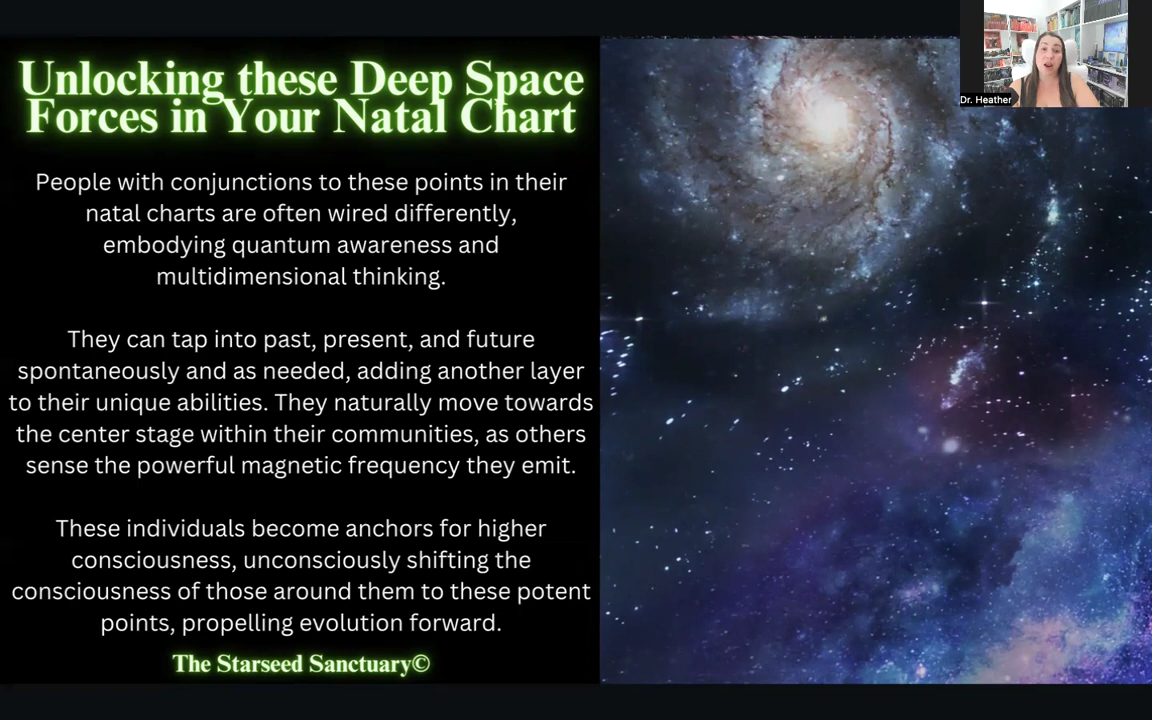 Unlocking these Deep Space
Forces in Your Natal Chart
People with conjunctions to these points in their
natal charts are often wired differently,
embodying quantum awareness and
multidimensional thinking.
They can tap into past, present, and future
spontaneously and as needed, adding another layer
to their unique abilities. They naturally move towards
the center stage within their communities, as others
sense the powerful magnetic frequency they emit.
These individuals become anchors for higher
consciousness, unconsciously shifting the
consciousness of those around them to these potent
points, propelling evolution forward.
The Starseed Sanctuary©
Dr. Heather